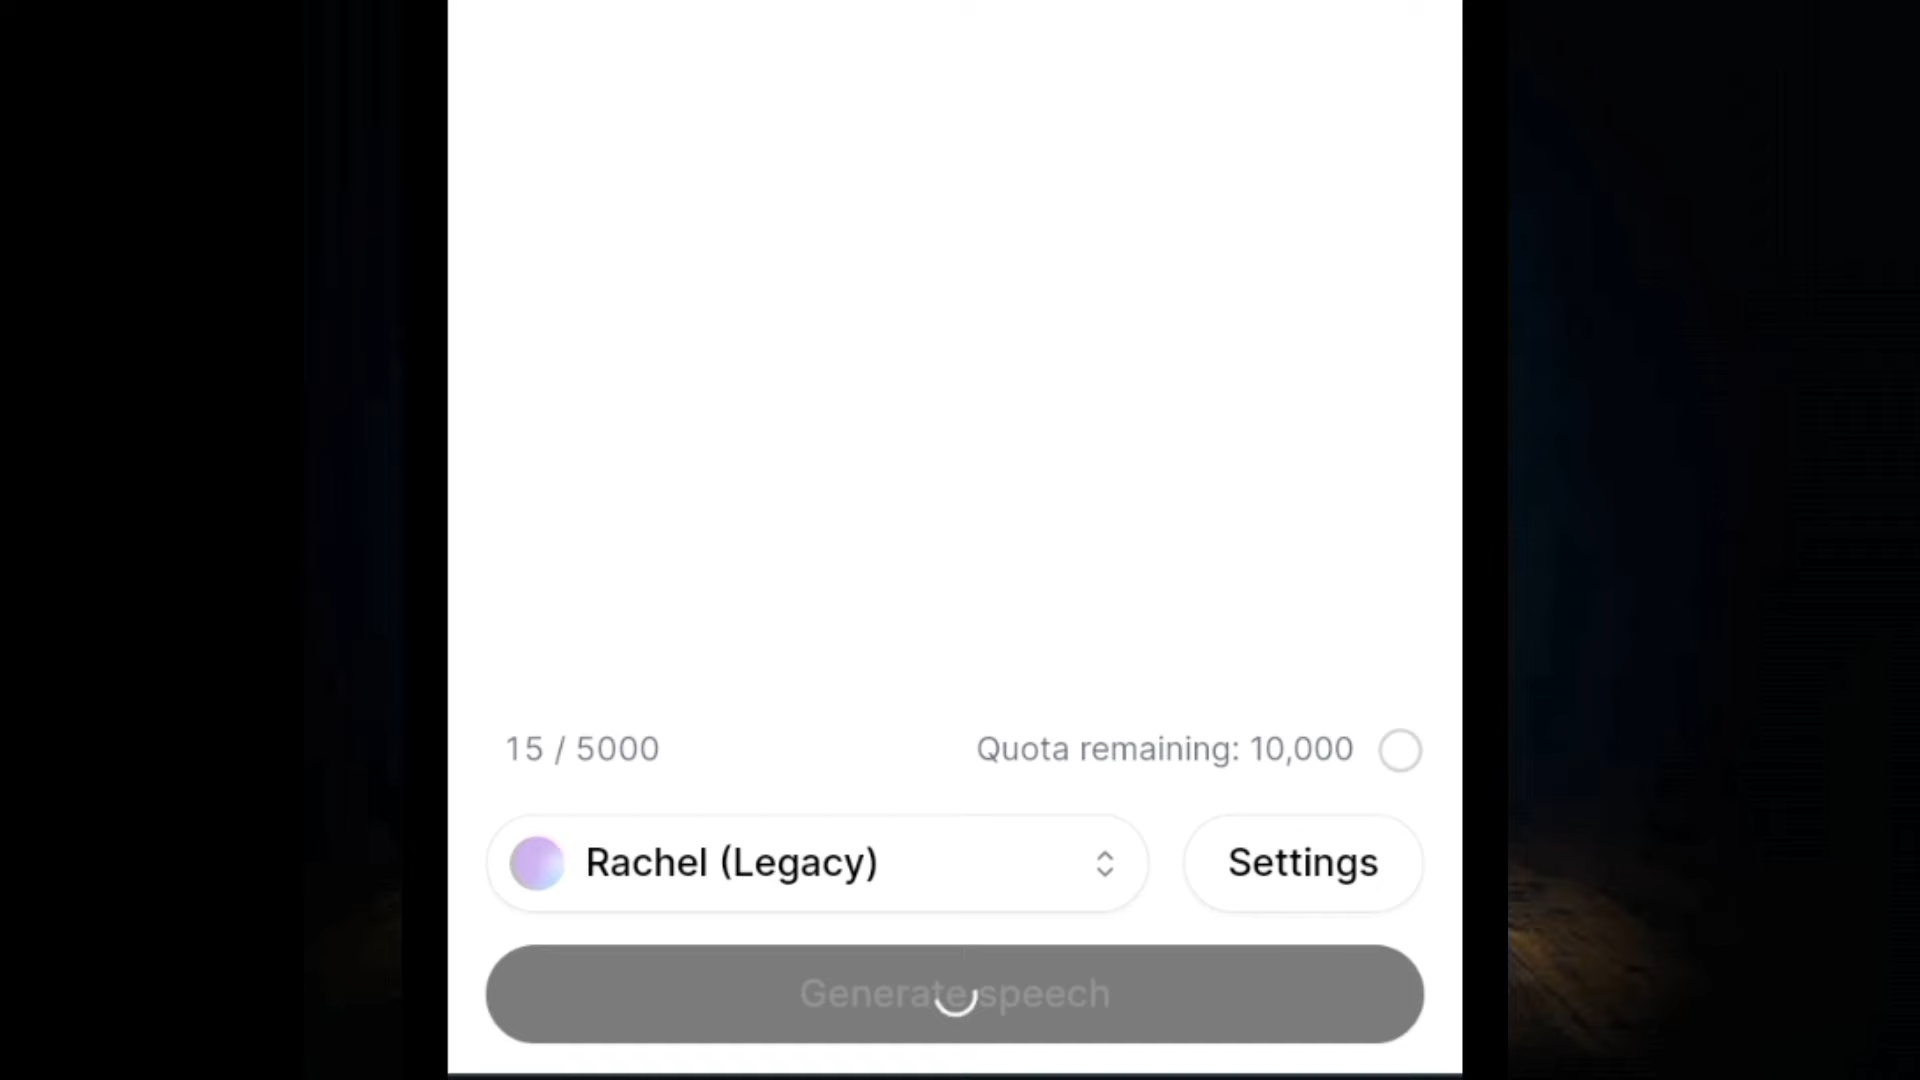 15 / 5000
Quota remaining: 10,000
Rachel (Legacy)
Settings
Generate speech